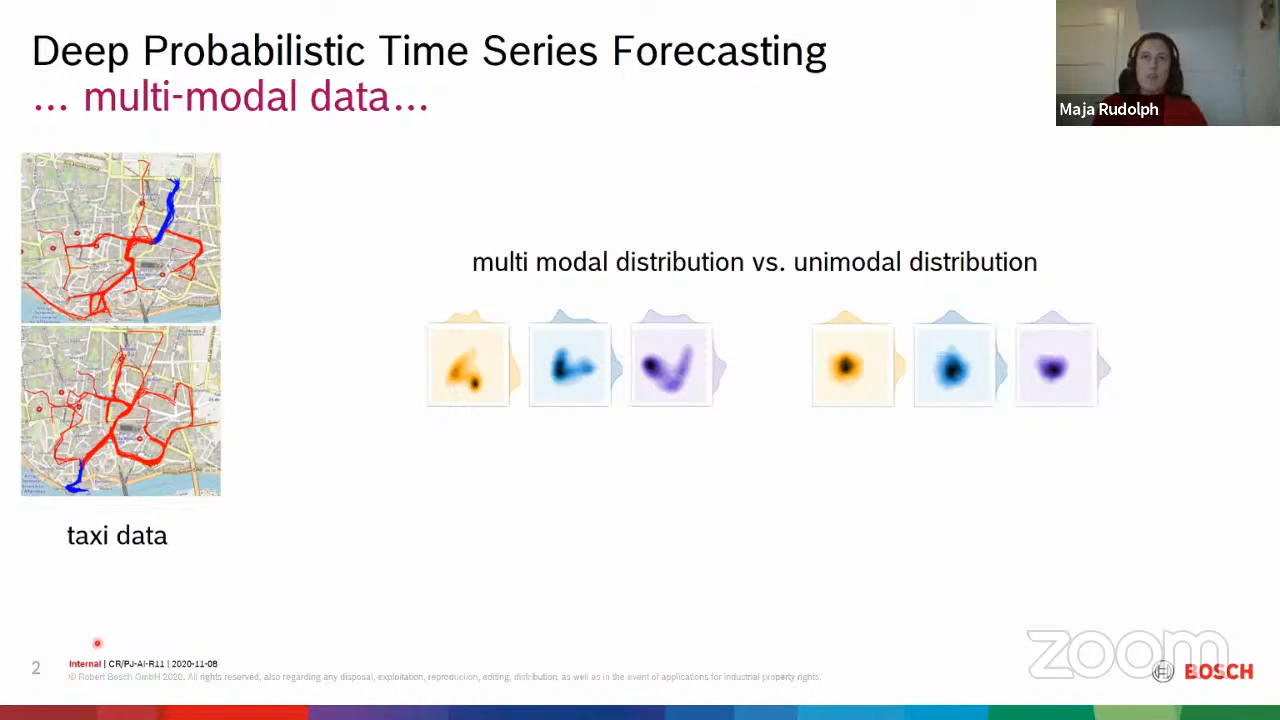 Deep Probabilistic Time Series Forecasting
... multi-modal data...
Maja Rudolph
multi modal distribution vs. unimodal distribution
taxi data
2
Internal | CR/PJ-AI-R11 | 2020-11-08
© Robert Bosch GmbH 2020. All rights reserved, also regarding any disposal, exploitation, reproduction, editing, distribution, as well as in the event of applications for industrial property rights.
zoom
BOSCH